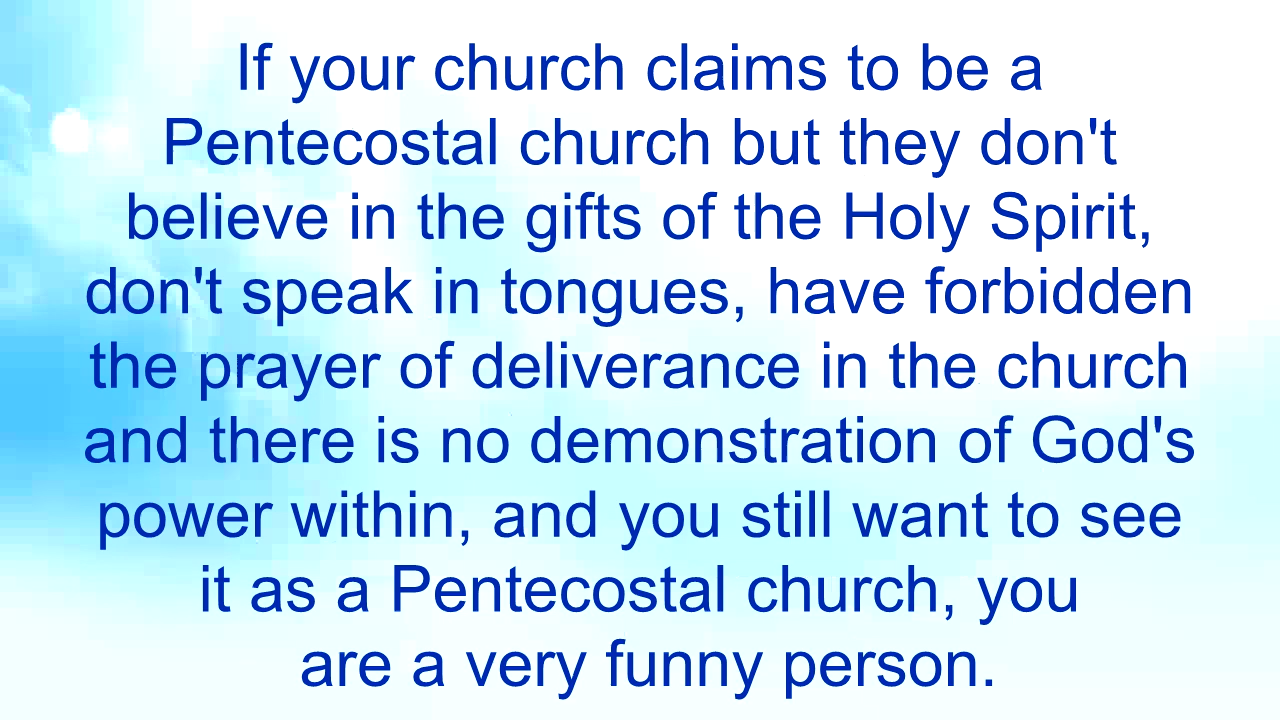 If your church claims to be a
Pentecostal church but they don't
believe in the gifts of the Holy Spirit,
don't speak in tongues, have forbidden
the prayer of deliverance in the church
and there is no demonstration of God's
power within, and you still want to see
it as a Pentecostal church, you
are a very funny person.